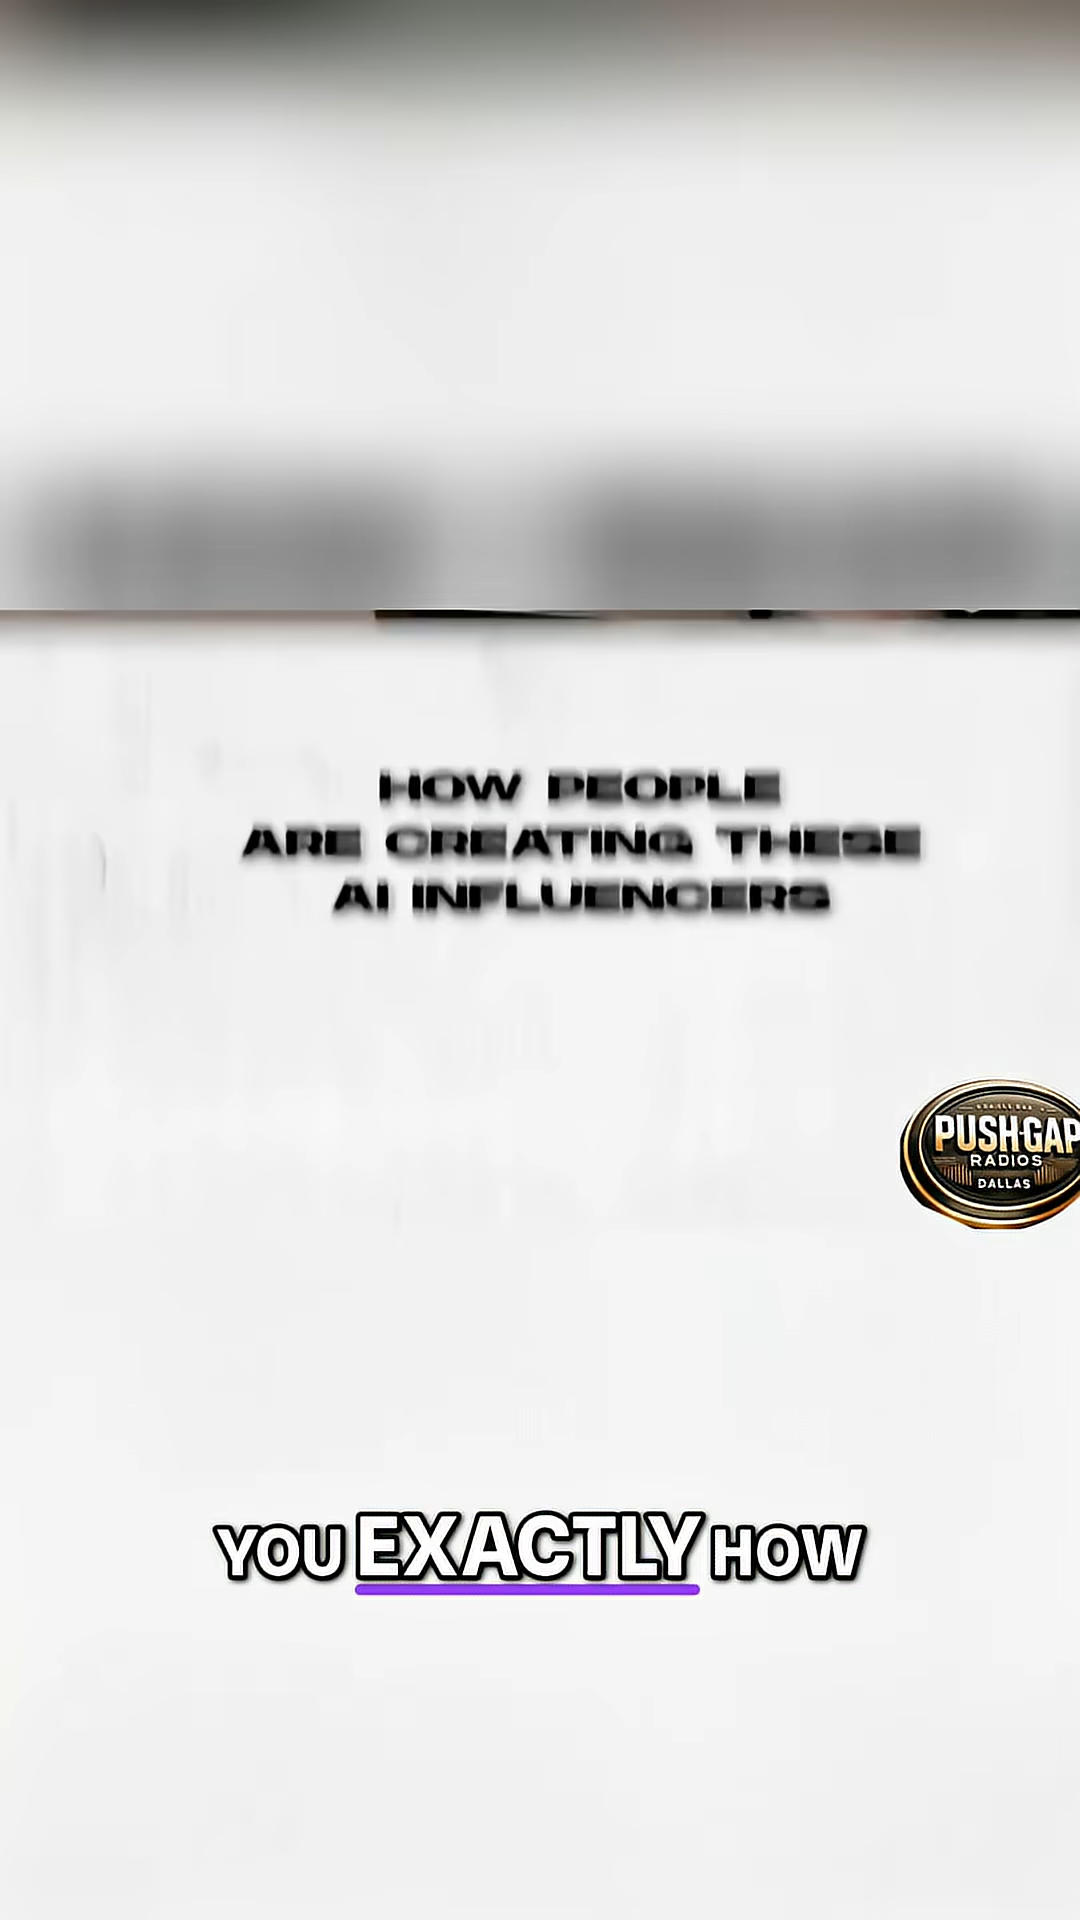 HOW PEOPLE
ARE CREATING THESE
AI INFLUENCERS
PUSH-GAP
RADIOS
DALLAS
YOU EXACTLY HOW